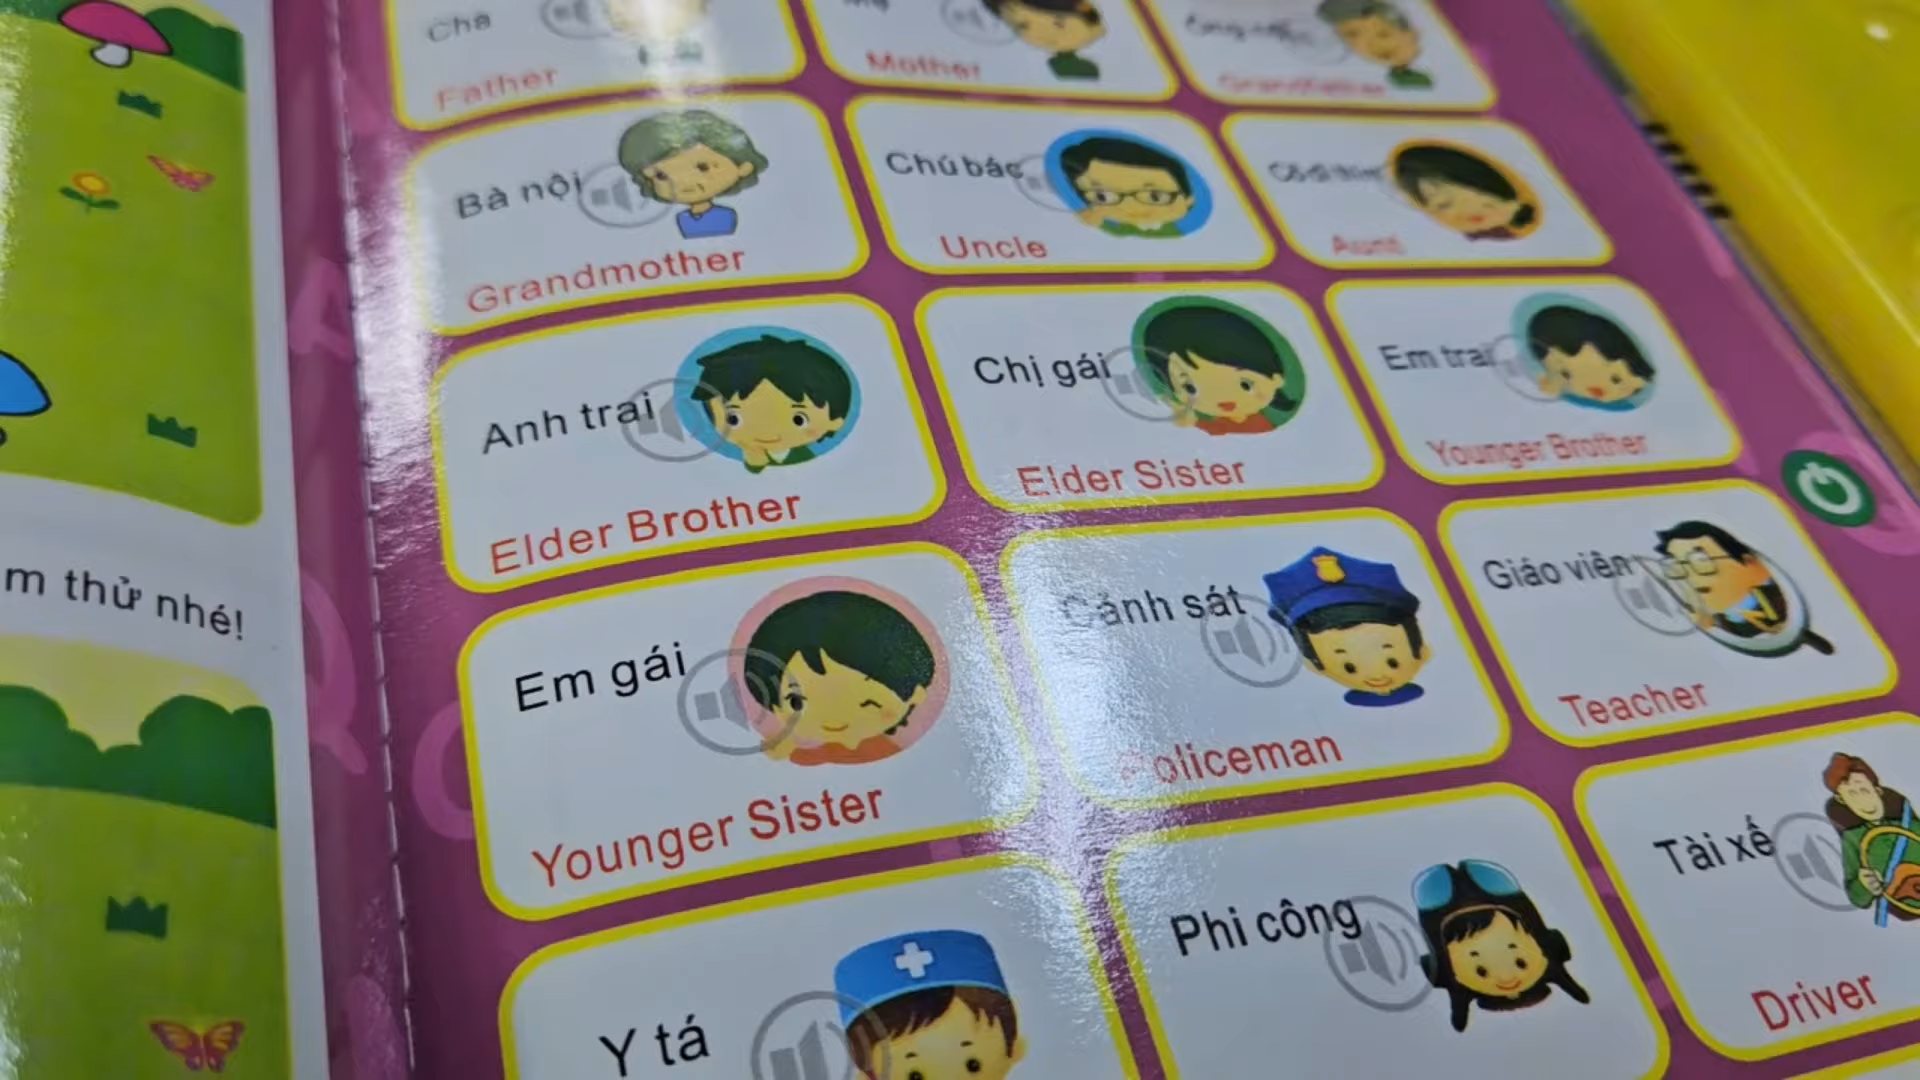 Cha
Father
Mother
Bà nội
Grandmother
Chú bác
Uncle
Aunt
Anh trai
Elder Brother
Chị gái
Elder Sister
Em trai
Younger Brother
Em gái
Younger Sister
Cảnh sát
Policeman
Giáo viên
Teacher
Y tá
Phi công
Tài xế
Driver
m thử nhé!